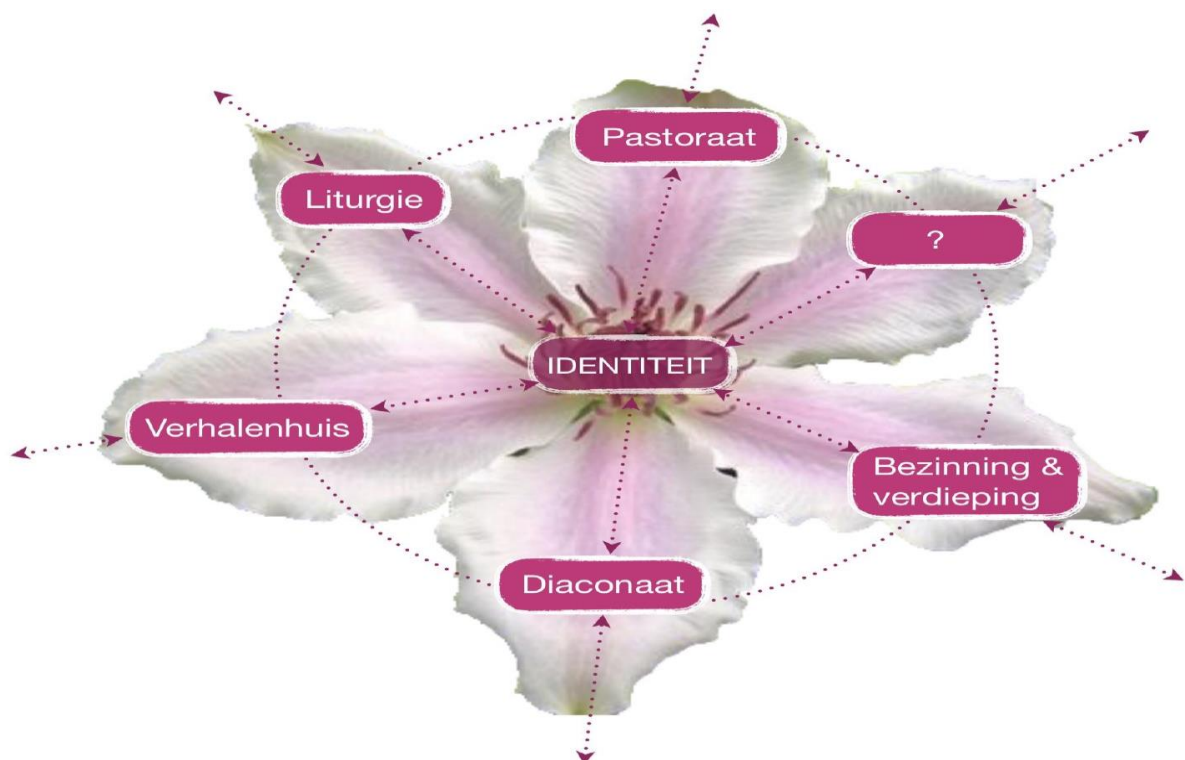 Pastoraat
Liturgie
?
IDENTITEIT
Verhalenhuis
Bezinning &
verdieping
Diaconaat